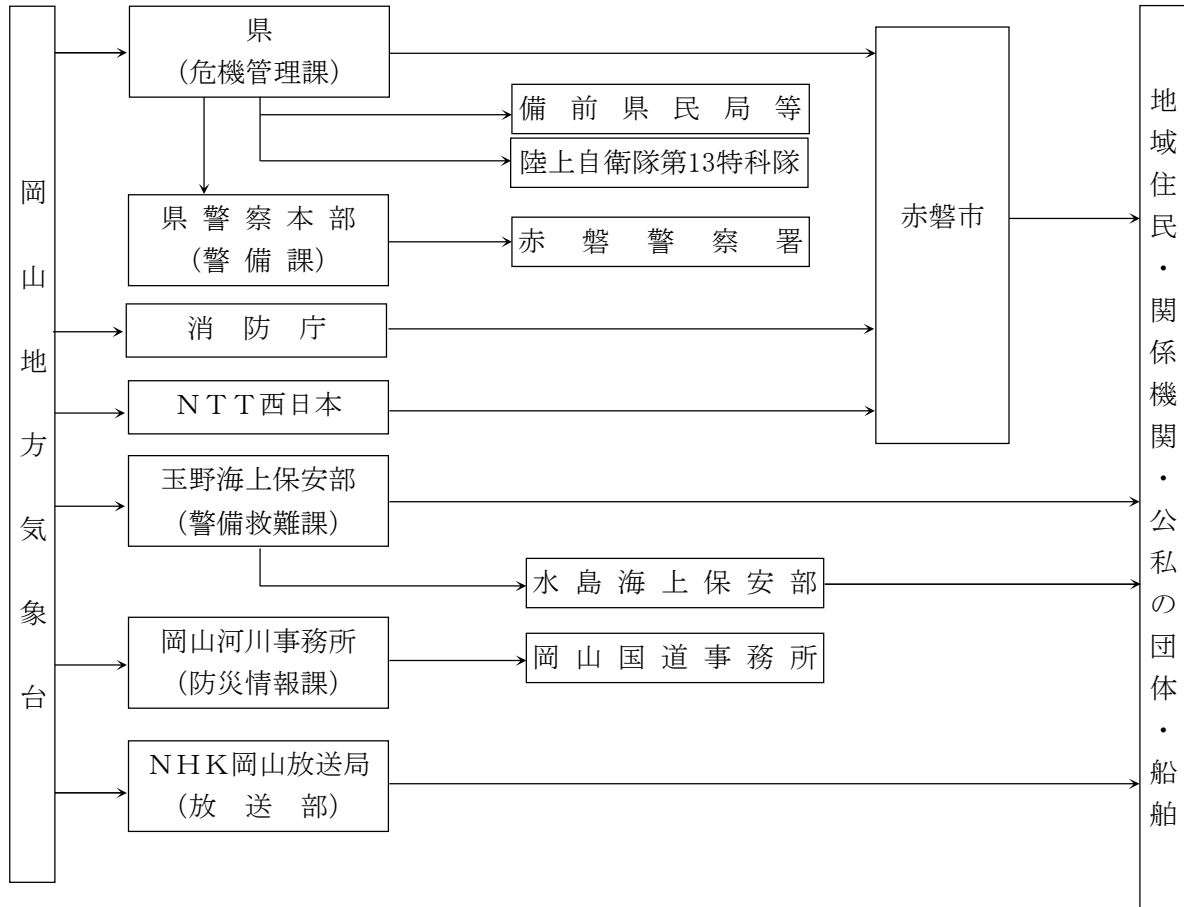 岡山地方気象台
県
(危機管理課)
備前県民局等
陸上自衛隊第13特科隊
県警察本部
(警備課)
赤磐警察署
消防庁
NTT西日本
赤磐市
玉野海上保安部
(警備救難課)
水島海上保安部
岡山河川事務所
(防災情報課)
岡山国道事務所
NHK岡山放送局
(放送部)
地域住民・関係機関・公私の団体・船舶